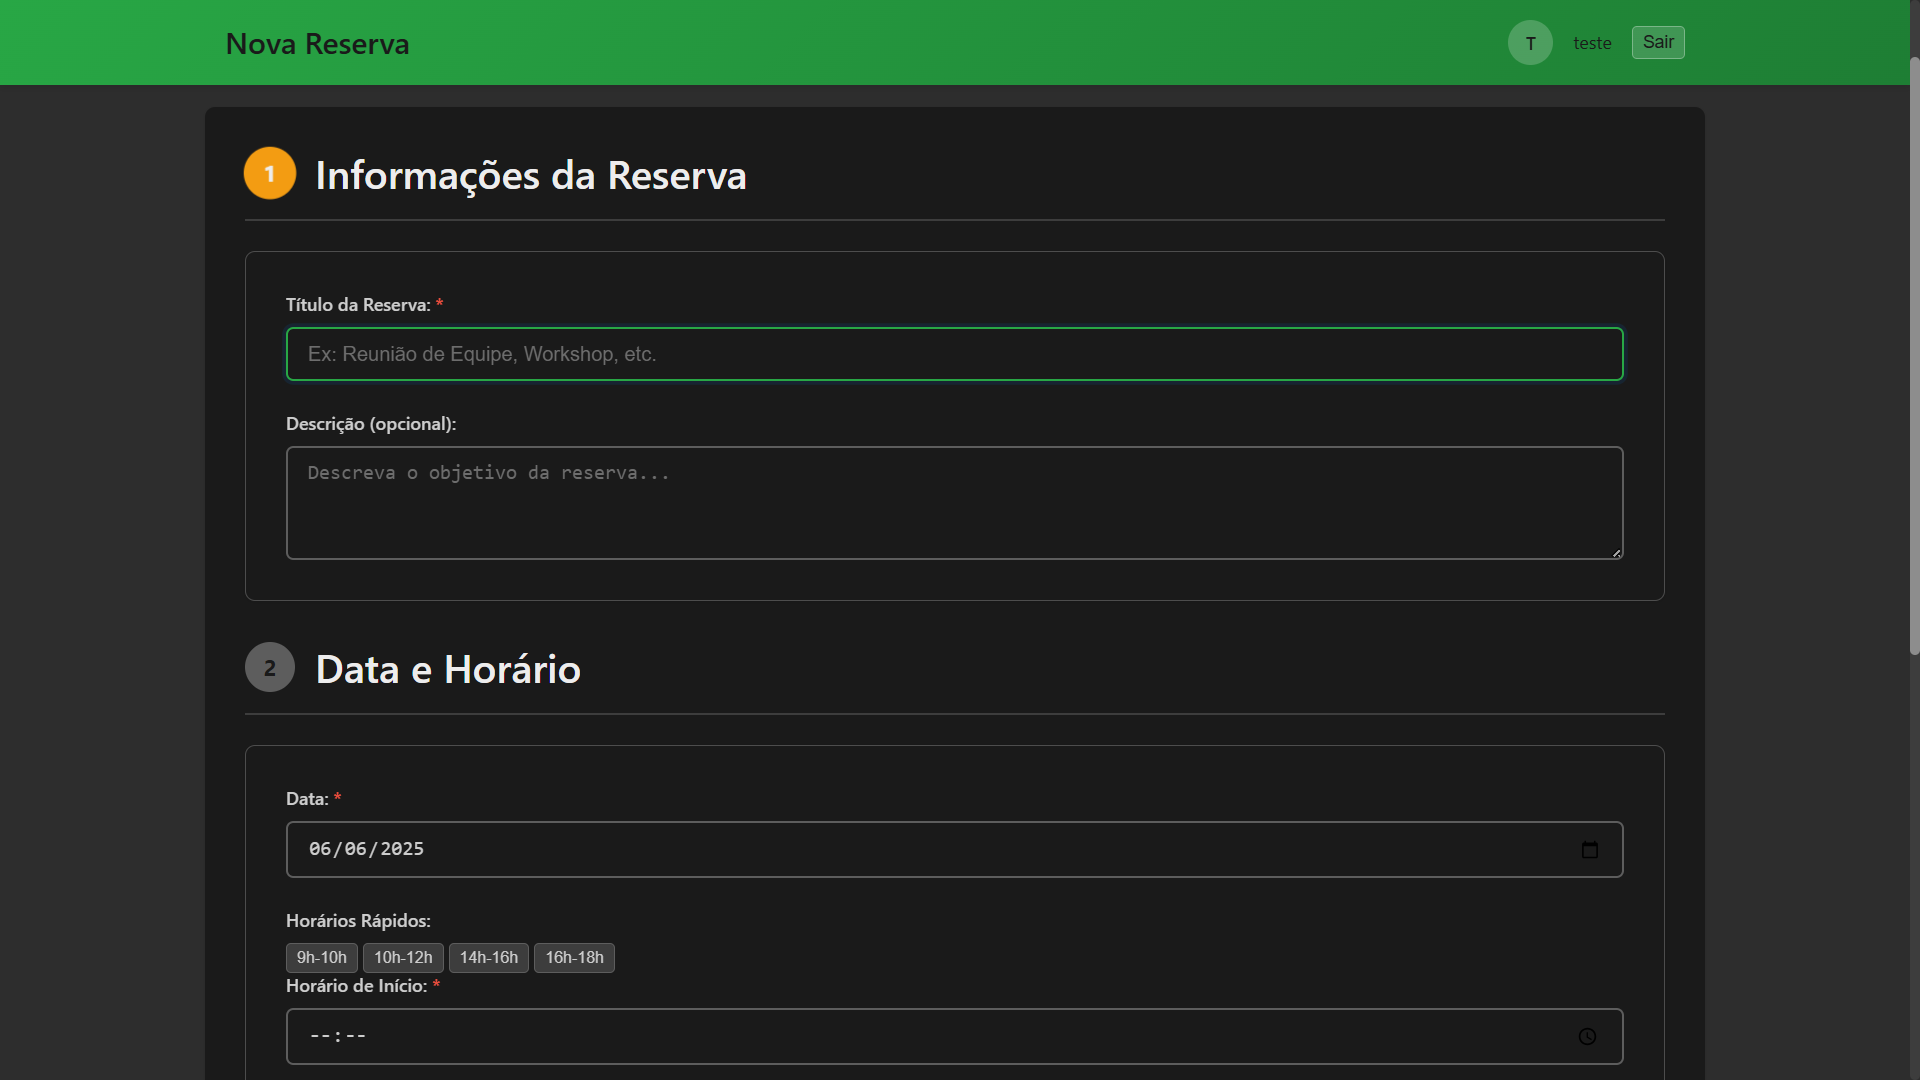 Nova Reserva
T teste Sair
1 Informações da Reserva
Título da Reserva: *
Ex: Reunião de Equipe, Workshop, etc.
Descrição (opcional):
Descreva o objetivo da reserva...
2 Data e Horário
Data: *
06/06/2025
Horários Rápidos:
9h-10h 10h-12h 14h-16h 16h-18h
Horário de Início: *
--:--